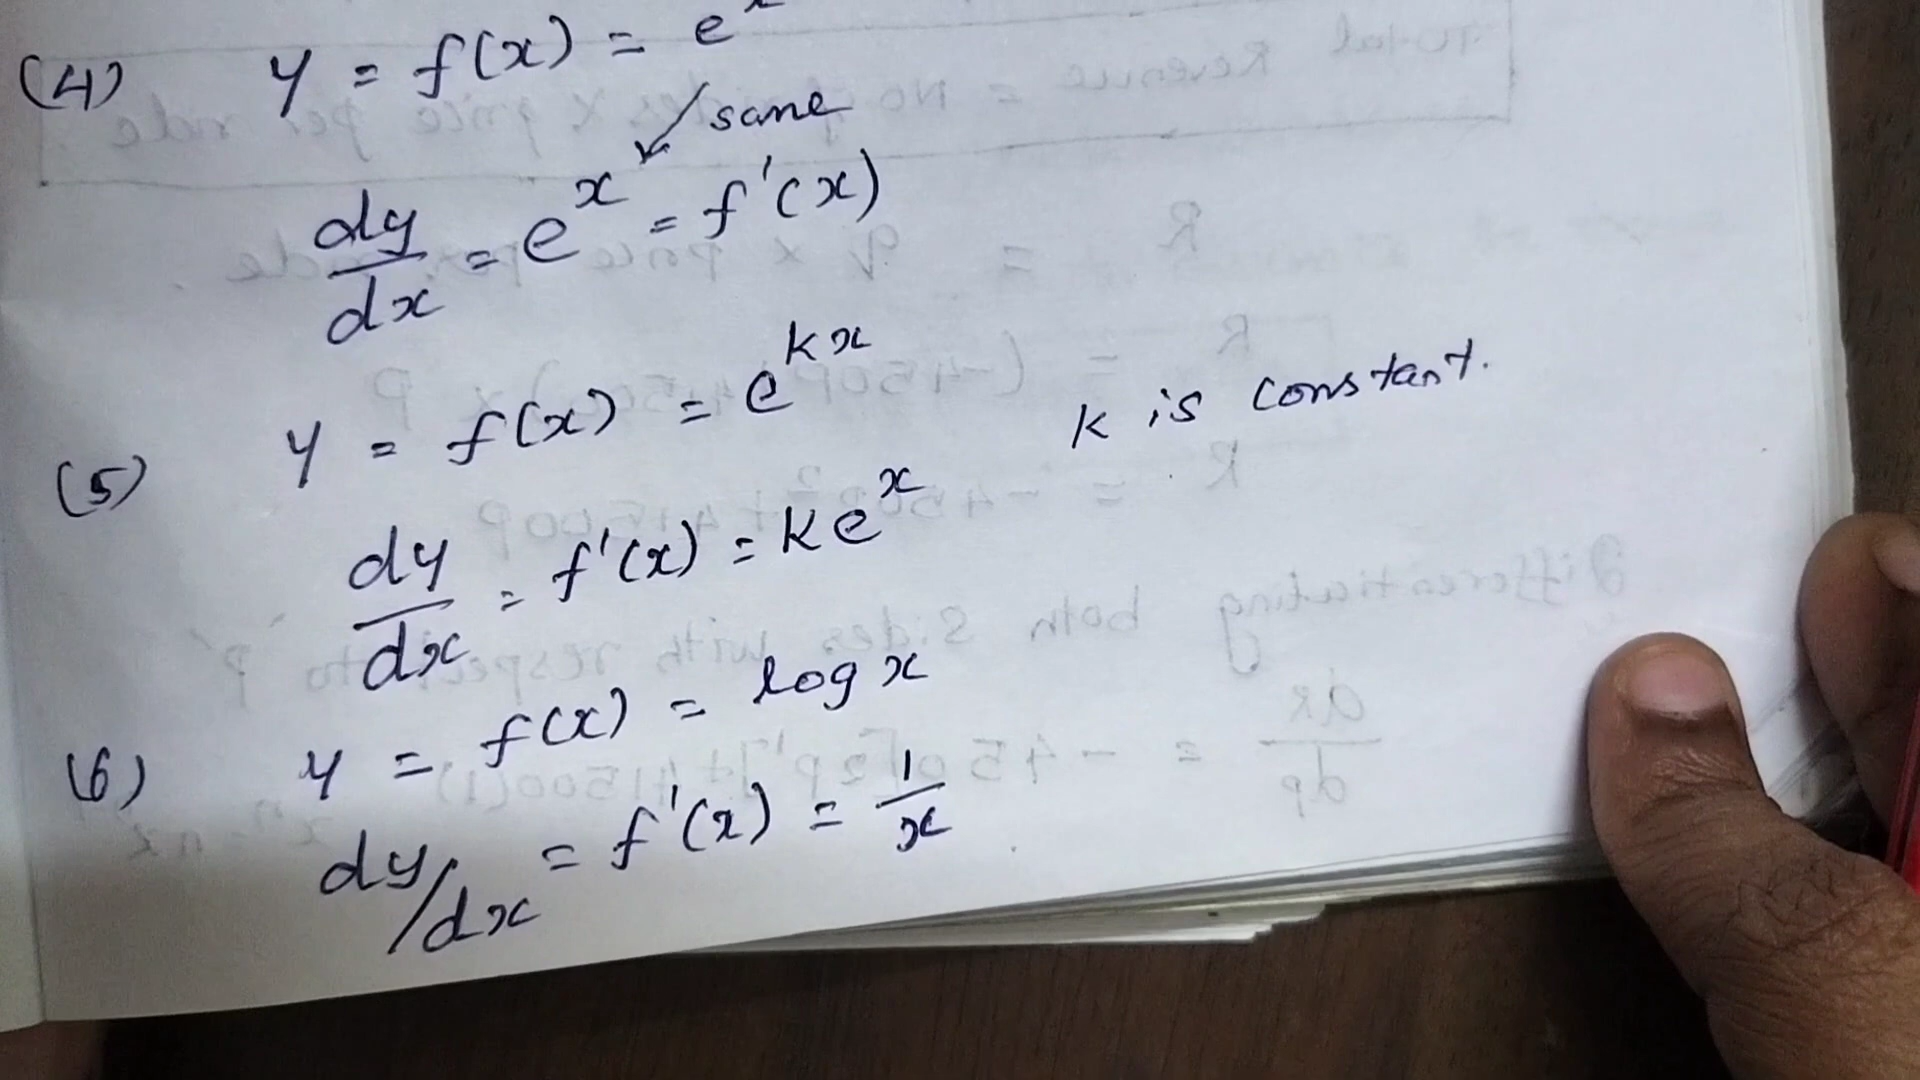 (4) y = f(x) = e^x
same
dy/dx = e^x = f'(x)
(5) y = f(x) = e^kx k is constant.
dy/dx = f'(x) = ke^x
(6) y = f(x) = log x
dy/dx = f'(x) = 1/x